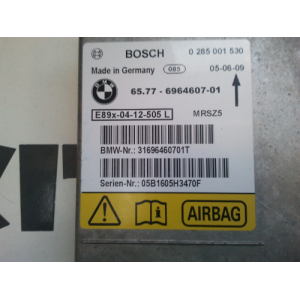 BOSCH 0 285 001 530
Made in Germany 085 05-06-09
65.77 - 6964607-01
E89x-04-12-505 L MRSZ5
BMW-Nr.: 31696460701T
Serien-Nr.: 05B1605H3470F
AIRBAG